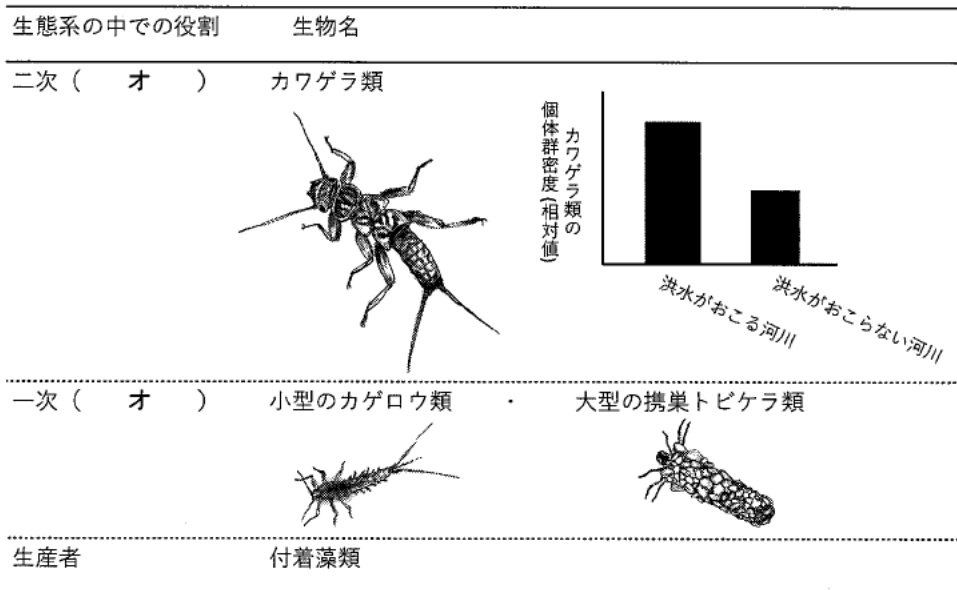 生態系の中での役割　生物名
二次（　オ　）　カワゲラ類
カワゲラ類の
個体群密度(相対値)
洪水がおこる河川
洪水がおこらない河川
一次（　オ　）　小型のカゲロウ類　・　大型の携巣トビケラ類
生産者　付着藻類